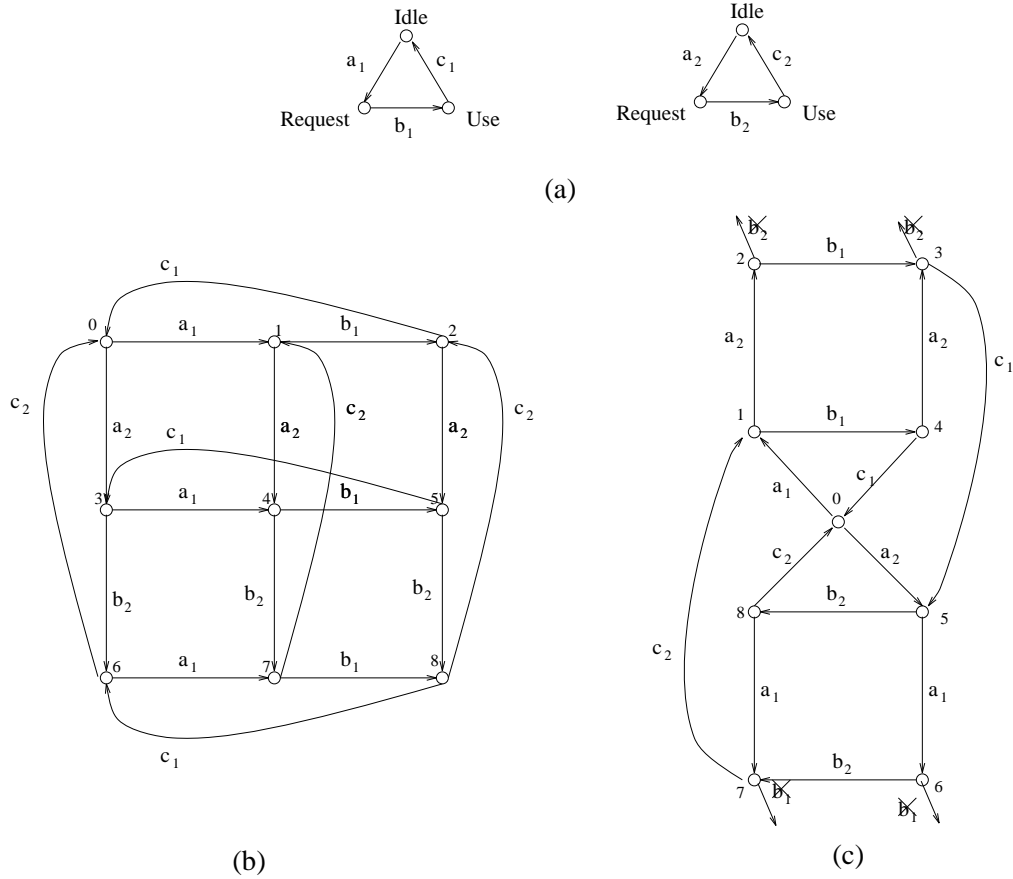 Idle
a1 c1
Request Use
b1
Idle
a2 c2
Request Use
b2
(a)
c1
0 a1 1 b1 2
c2 a2 a2 c2 a2 c2
c1
3 a1 4 b1 5
b2 b2 b2
6 a1 7 b1 8
c1
(b)
b2 b2
2 b1 3
a2 a2
c1
1 b1 4
a1 c1
0
c2 a2
8 b2 5
c2
a1 a1
b2
7 b1 6
b1
(c)